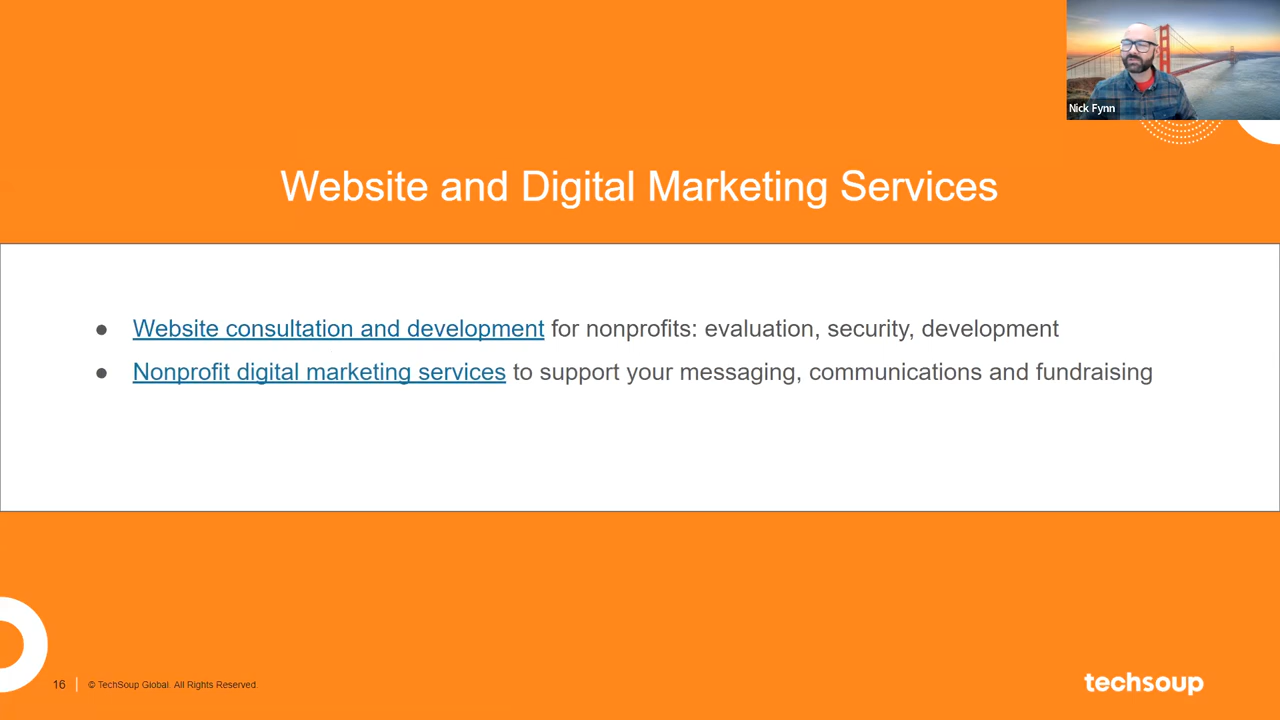 Nick Fynn
Website and Digital Marketing Services
● Website consultation and development for nonprofits: evaluation, security, development
● Nonprofit digital marketing services to support your messaging, communications and fundraising
16
© TechSoup Global. All Rights Reserved.
techsoup